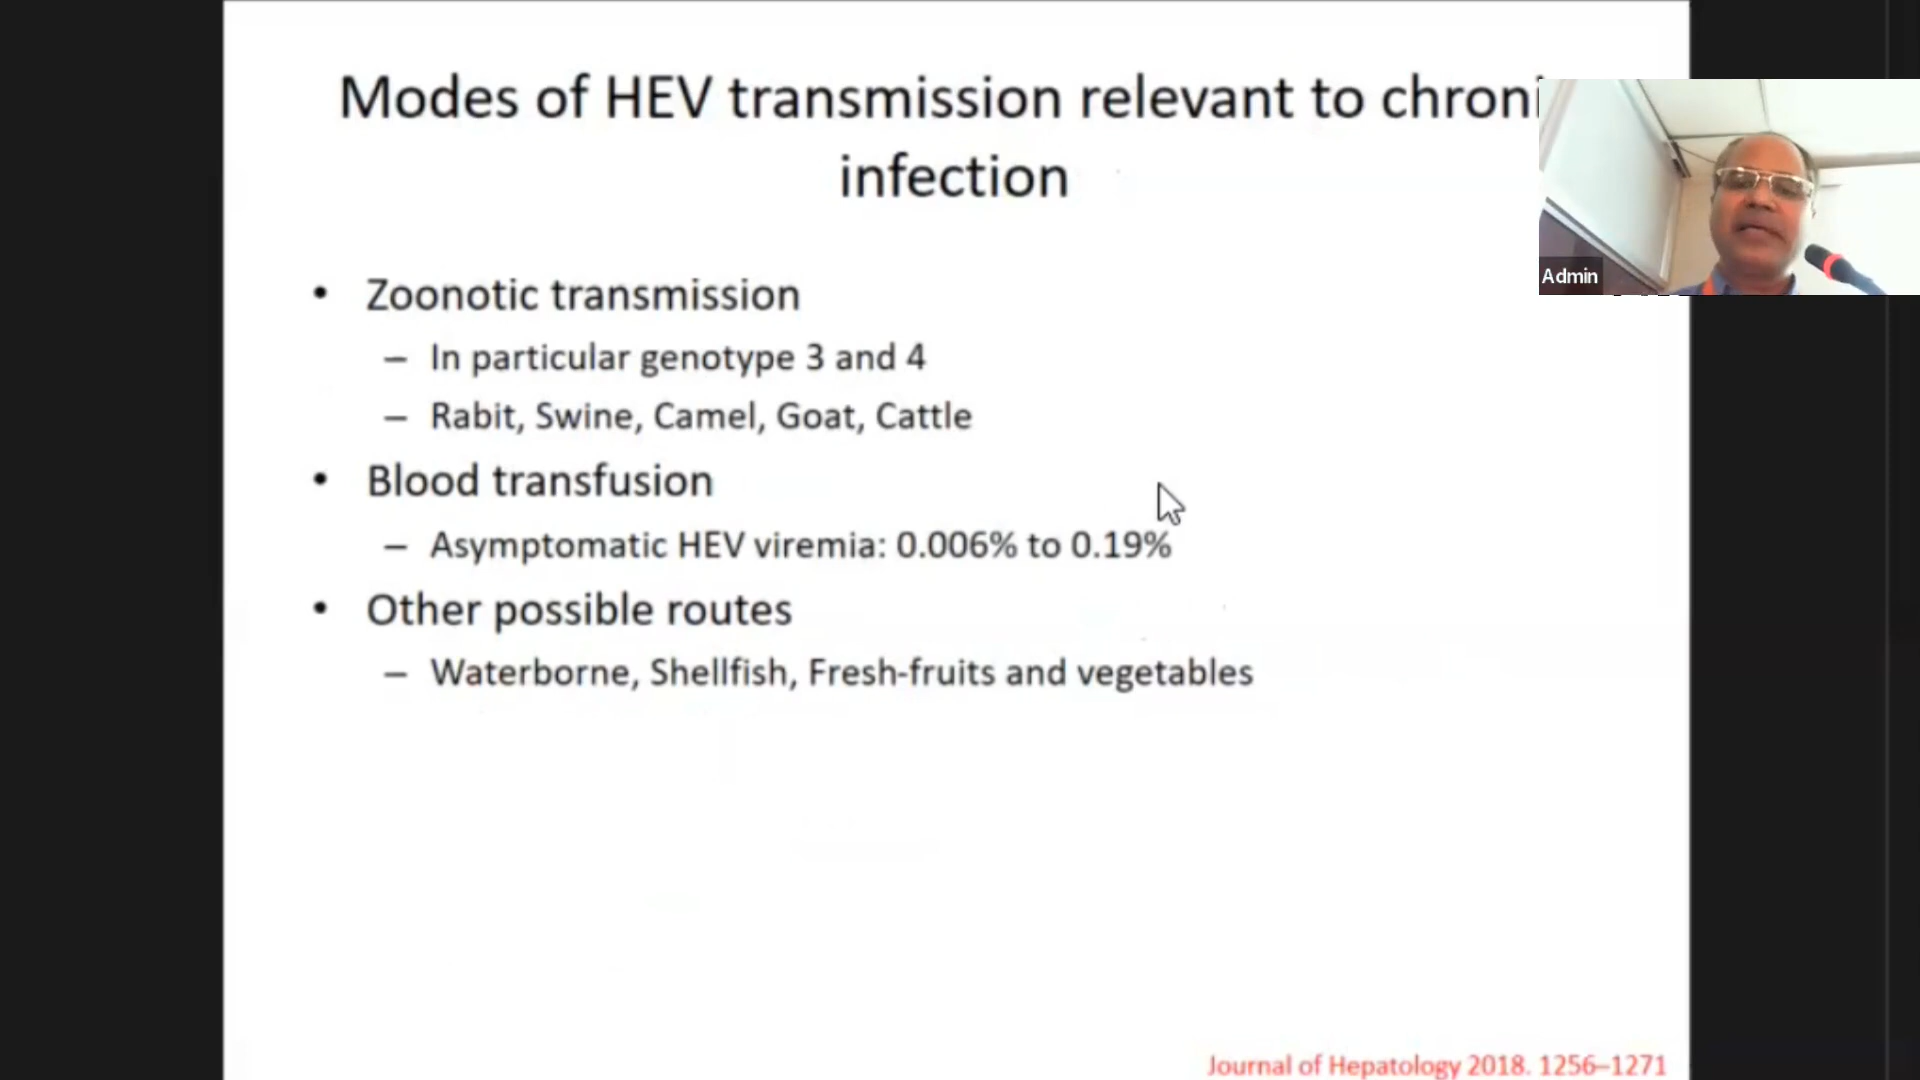 Modes of HEV transmission relevant to chroni
infection
• Zoonotic transmission
– In particular genotype 3 and 4
– Rabit, Swine, Camel, Goat, Cattle
• Blood transfusion
– Asymptomatic HEV viremia: 0.006% to 0.19%
• Other possible routes
– Waterborne, Shellfish, Fresh-fruits and vegetables
Journal of Hepatology 2018. 1256–1271
Admin